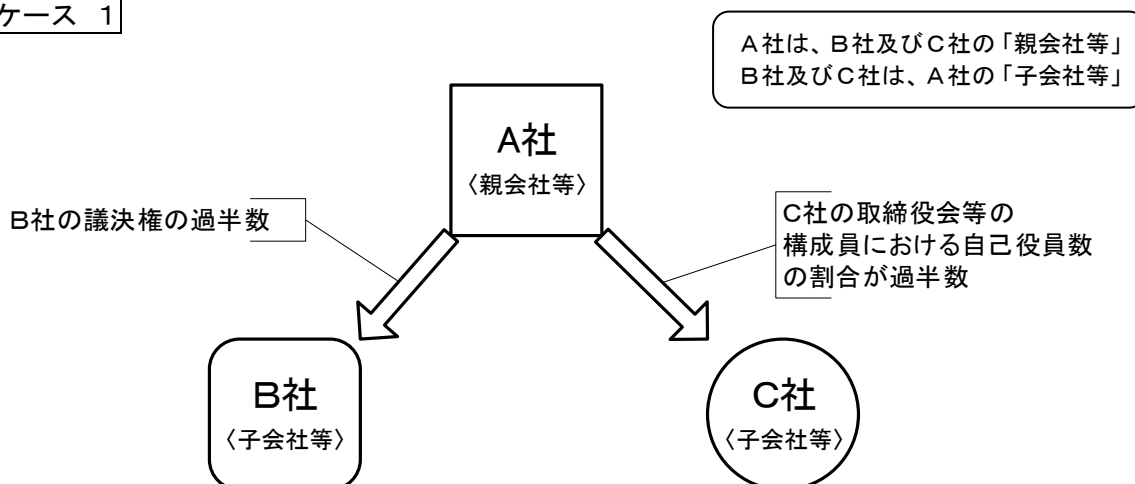 ケース 1
A社は、B社及びC社の「親会社等」
B社及びC社は、A社の「子会社等」
A社
〈親会社等〉
B社の議決権の過半数
C社の取締役会等の
構成員における自己役員数
の割合が過半数
B社
〈子会社等〉
C社
〈子会社等〉